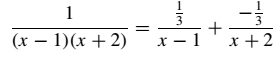 1/((x − 1)(x + 2)) = (1/3)/(x − 1) + (−1/3)/(x + 2)